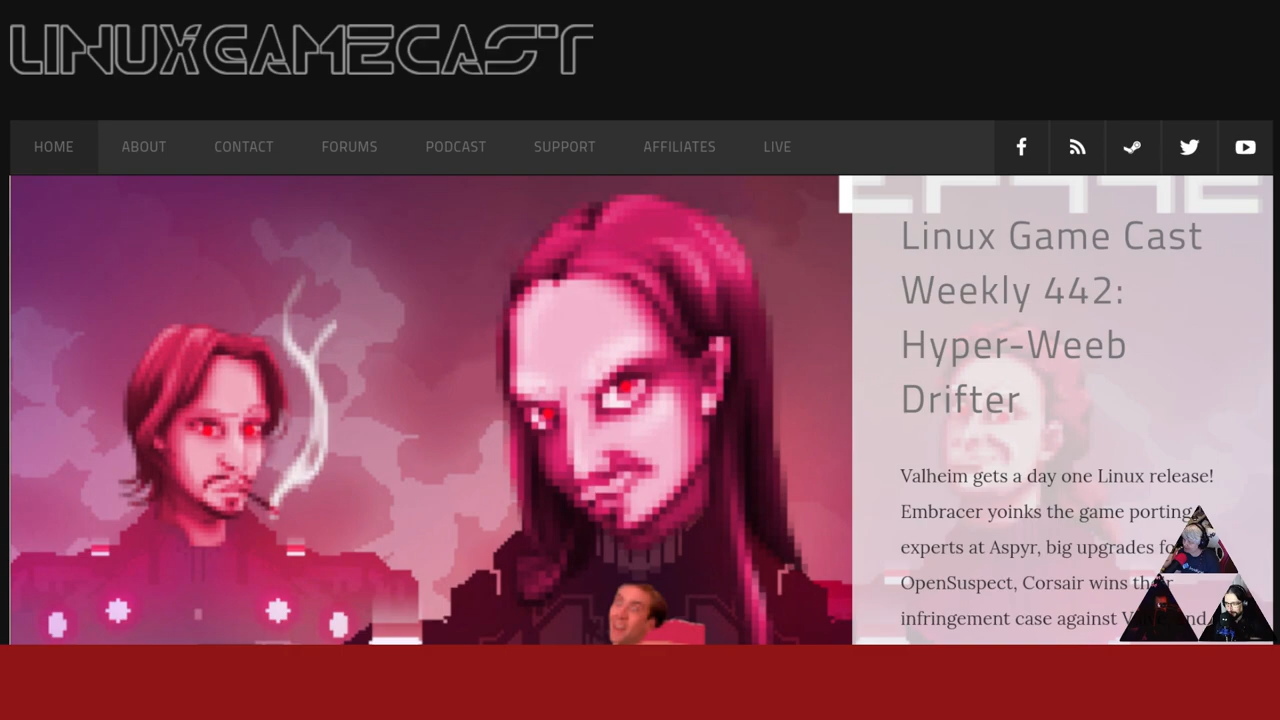 LINUXGAMECAST
HOME ABOUT CONTACT FORUMS PODCAST SUPPORT AFFILIATES LIVE
Linux Game Cast
Weekly 442:
Hyper-Weeb
Drifter
Valheim gets a day one Linux release!
Embracer yoinks the game porting
experts at Aspyr, big upgrades for
OpenSuspect, Corsair wins their
infringement case against